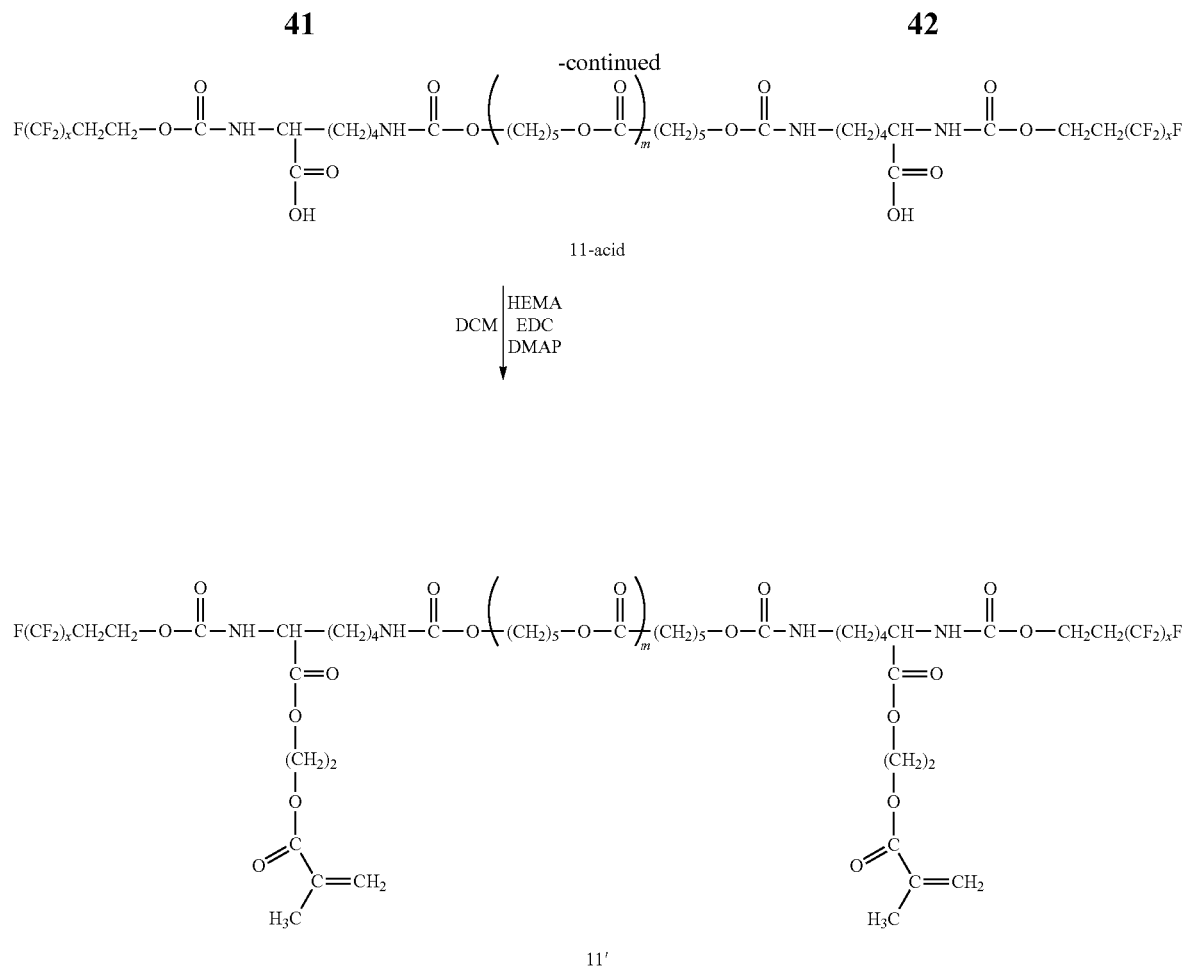 41 42
-continued
O O O O O
F(CF2)xCH2CH2—O—C—NH—CH—(CH2)4NH—C—O—(CH2)5—O—C—(CH2)5—O—C—NH—(CH2)4CH—NH—C—O—CH2CH2(CF2)xF
m
C=O C=O
OH OH
11-acid
HEMA
DCM EDC
DMAP
O O O O O
F(CF2)xCH2CH2—O—C—NH—CH—(CH2)4NH—C—O—(CH2)5—O—C—(CH2)5—O—C—NH—(CH2)4CH—NH—C—O—CH2CH2(CF2)xF
m
C=O C=O
O O
(CH2)2 (CH2)2
O O
C C
O O
C=CH2 C=CH2
H3C H3C
11′